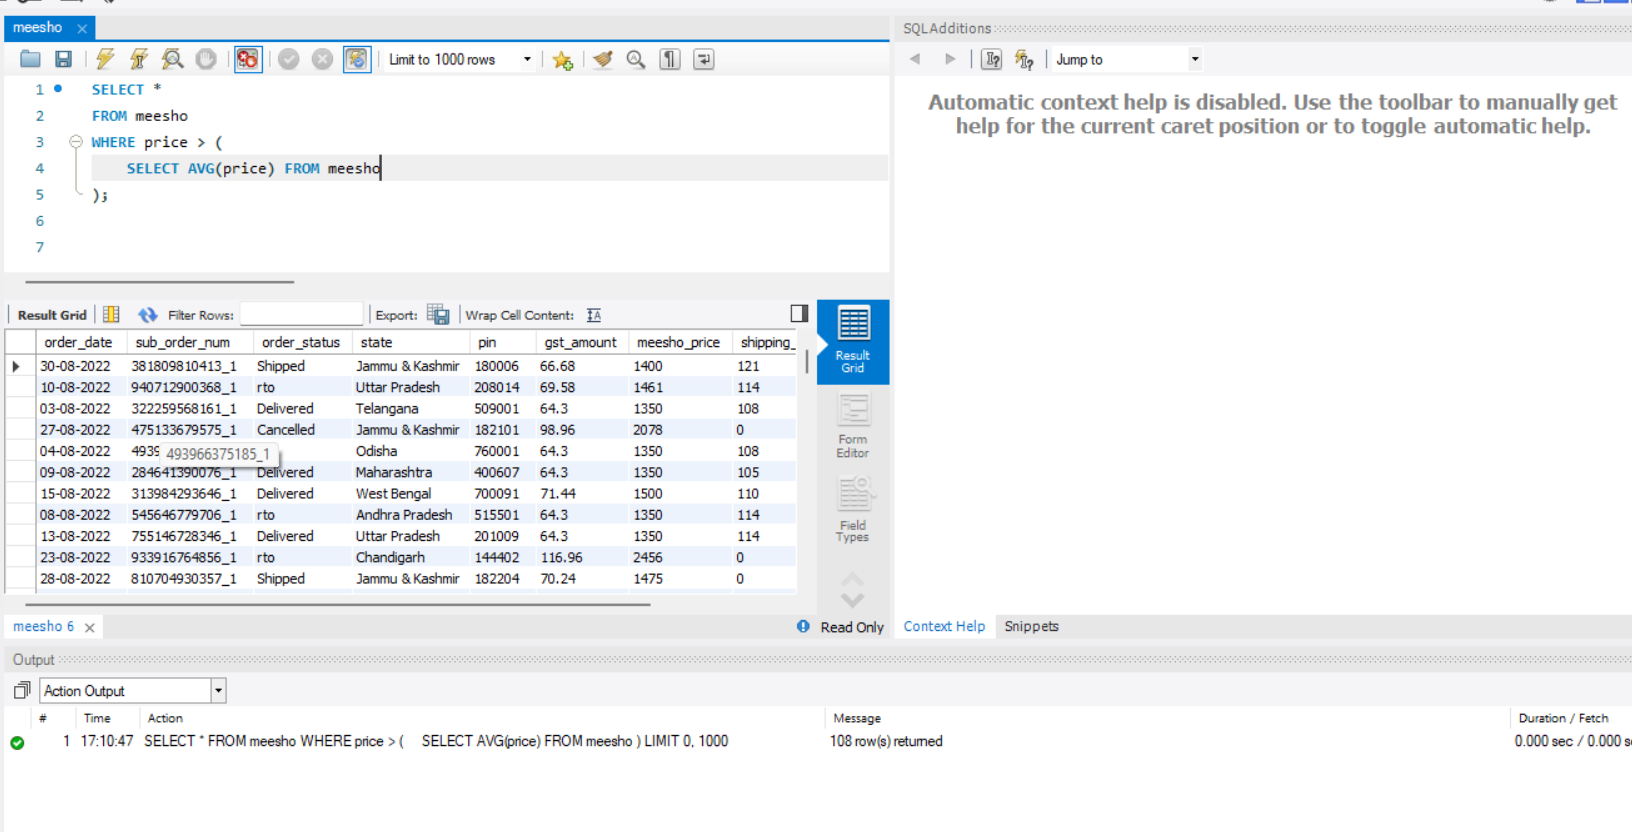 meesho
SQLAdditions
Limit to 1000 rows
Jump to
1 SELECT *
2 FROM meesho
3 WHERE price > (
4 SELECT AVG(price) FROM meesho
5 );
6
7
Automatic context help is disabled. Use the toolbar to manually get
help for the current caret position or to toggle automatic help.
Result Grid Filter Rows: Export: Wrap Cell Content:
order_date sub_order_num order_status state pin gst_amount meesho_price shipping_
30-08-2022 381809810413_1 Shipped Jammu & Kashmir 180006 66.68 1400 121
10-08-2022 940712900368_1 rto Uttar Pradesh 208014 69.58 1461 114
03-08-2022 322259568161_1 Delivered Telangana 509001 64.3 1350 108
27-08-2022 475133679575_1 Cancelled Jammu & Kashmir 182101 98.96 2078 0
04-08-2022 4939 Odisha 760001 64.3 1350 108
493966375185_1
09-08-2022 284641390076_1 Delivered Maharashtra 400607 64.3 1350 105
15-08-2022 313984293646_1 Delivered West Bengal 700091 71.44 1500 110
08-08-2022 545646779706_1 rto Andhra Pradesh 515501 64.3 1350 114
13-08-2022 755146728346_1 Delivered Uttar Pradesh 201009 64.3 1350 114
23-08-2022 933916764856_1 rto Chandigarh 144402 116.96 2456 0
28-08-2022 810704930357_1 Shipped Jammu & Kashmir 182204 70.24 1475 0
Result
Grid
Form
Editor
Field
Types
meesho 6
Read Only
Context Help Snippets
Output
Action Output
# Time Action Message Duration / Fetch
1 17:10:47 SELECT * FROM meesho WHERE price > ( SELECT AVG(price) FROM meesho ) LIMIT 0, 1000 108 row(s) returned 0.000 sec / 0.000 s